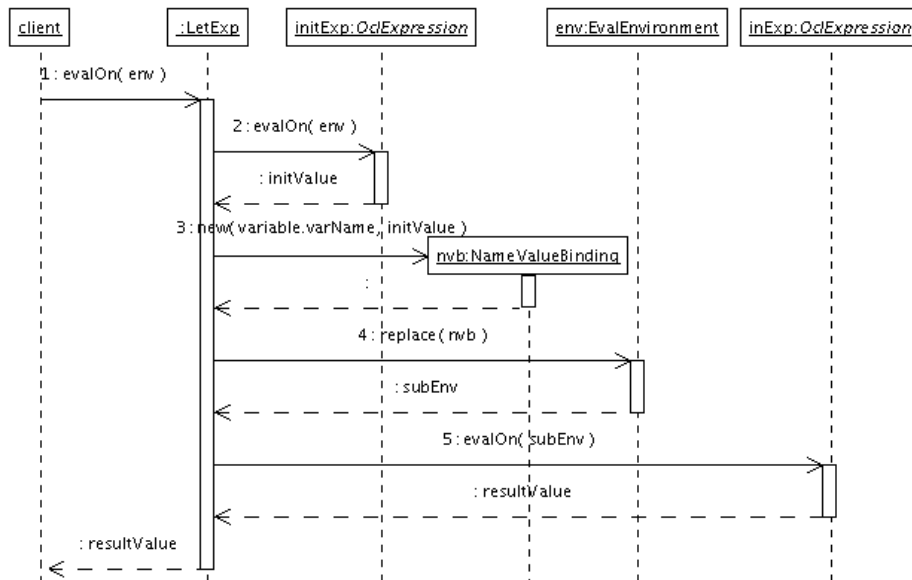 client
:LetExp
initExp:OclExpression
env:EvalEnvironment
inExp:OclExpression
1 : evalOn( env )
2 : evalOn( env )
: initValue
3 : new( variable.varName, initValue )
nvb:NameValueBinding
:
4 : replace( nvb )
: subEnv
5 : evalOn( subEnv )
: resultValue
: resultValue